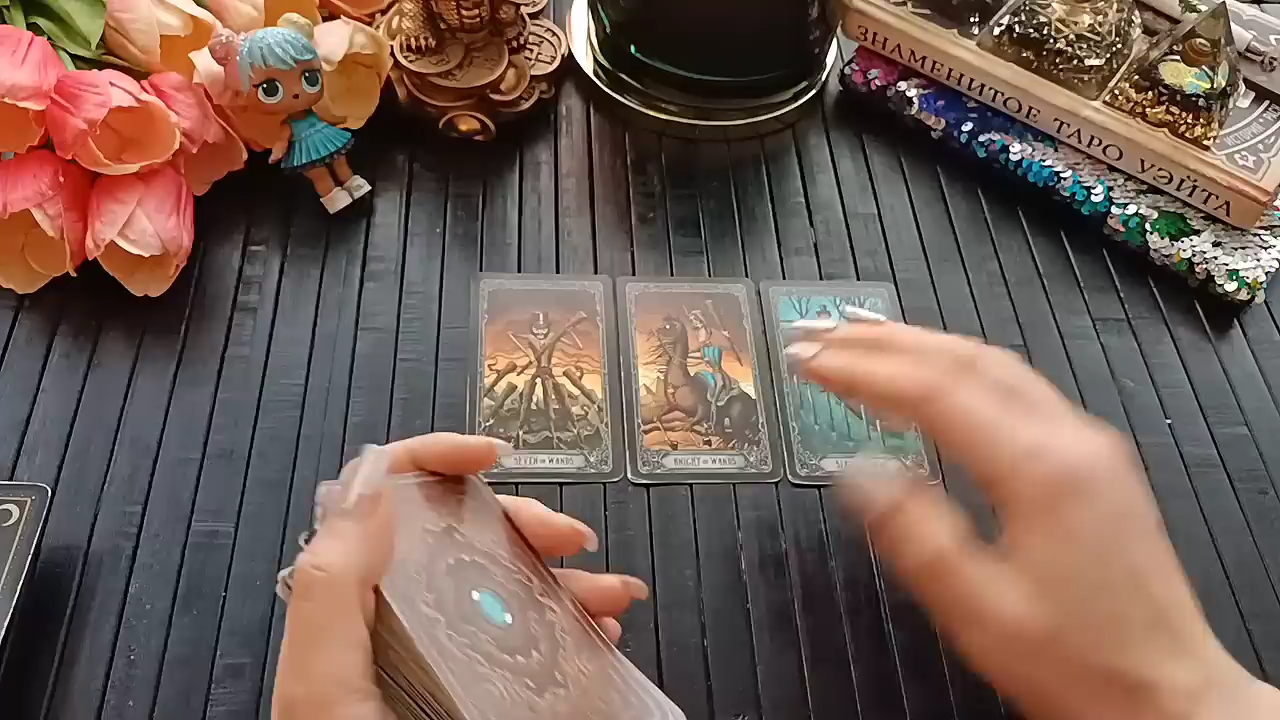 ЗНАМЕНИТОЕ ТАРО УЭЙТА
SEVEN OF WANDS
KNIGHT OF WANDS